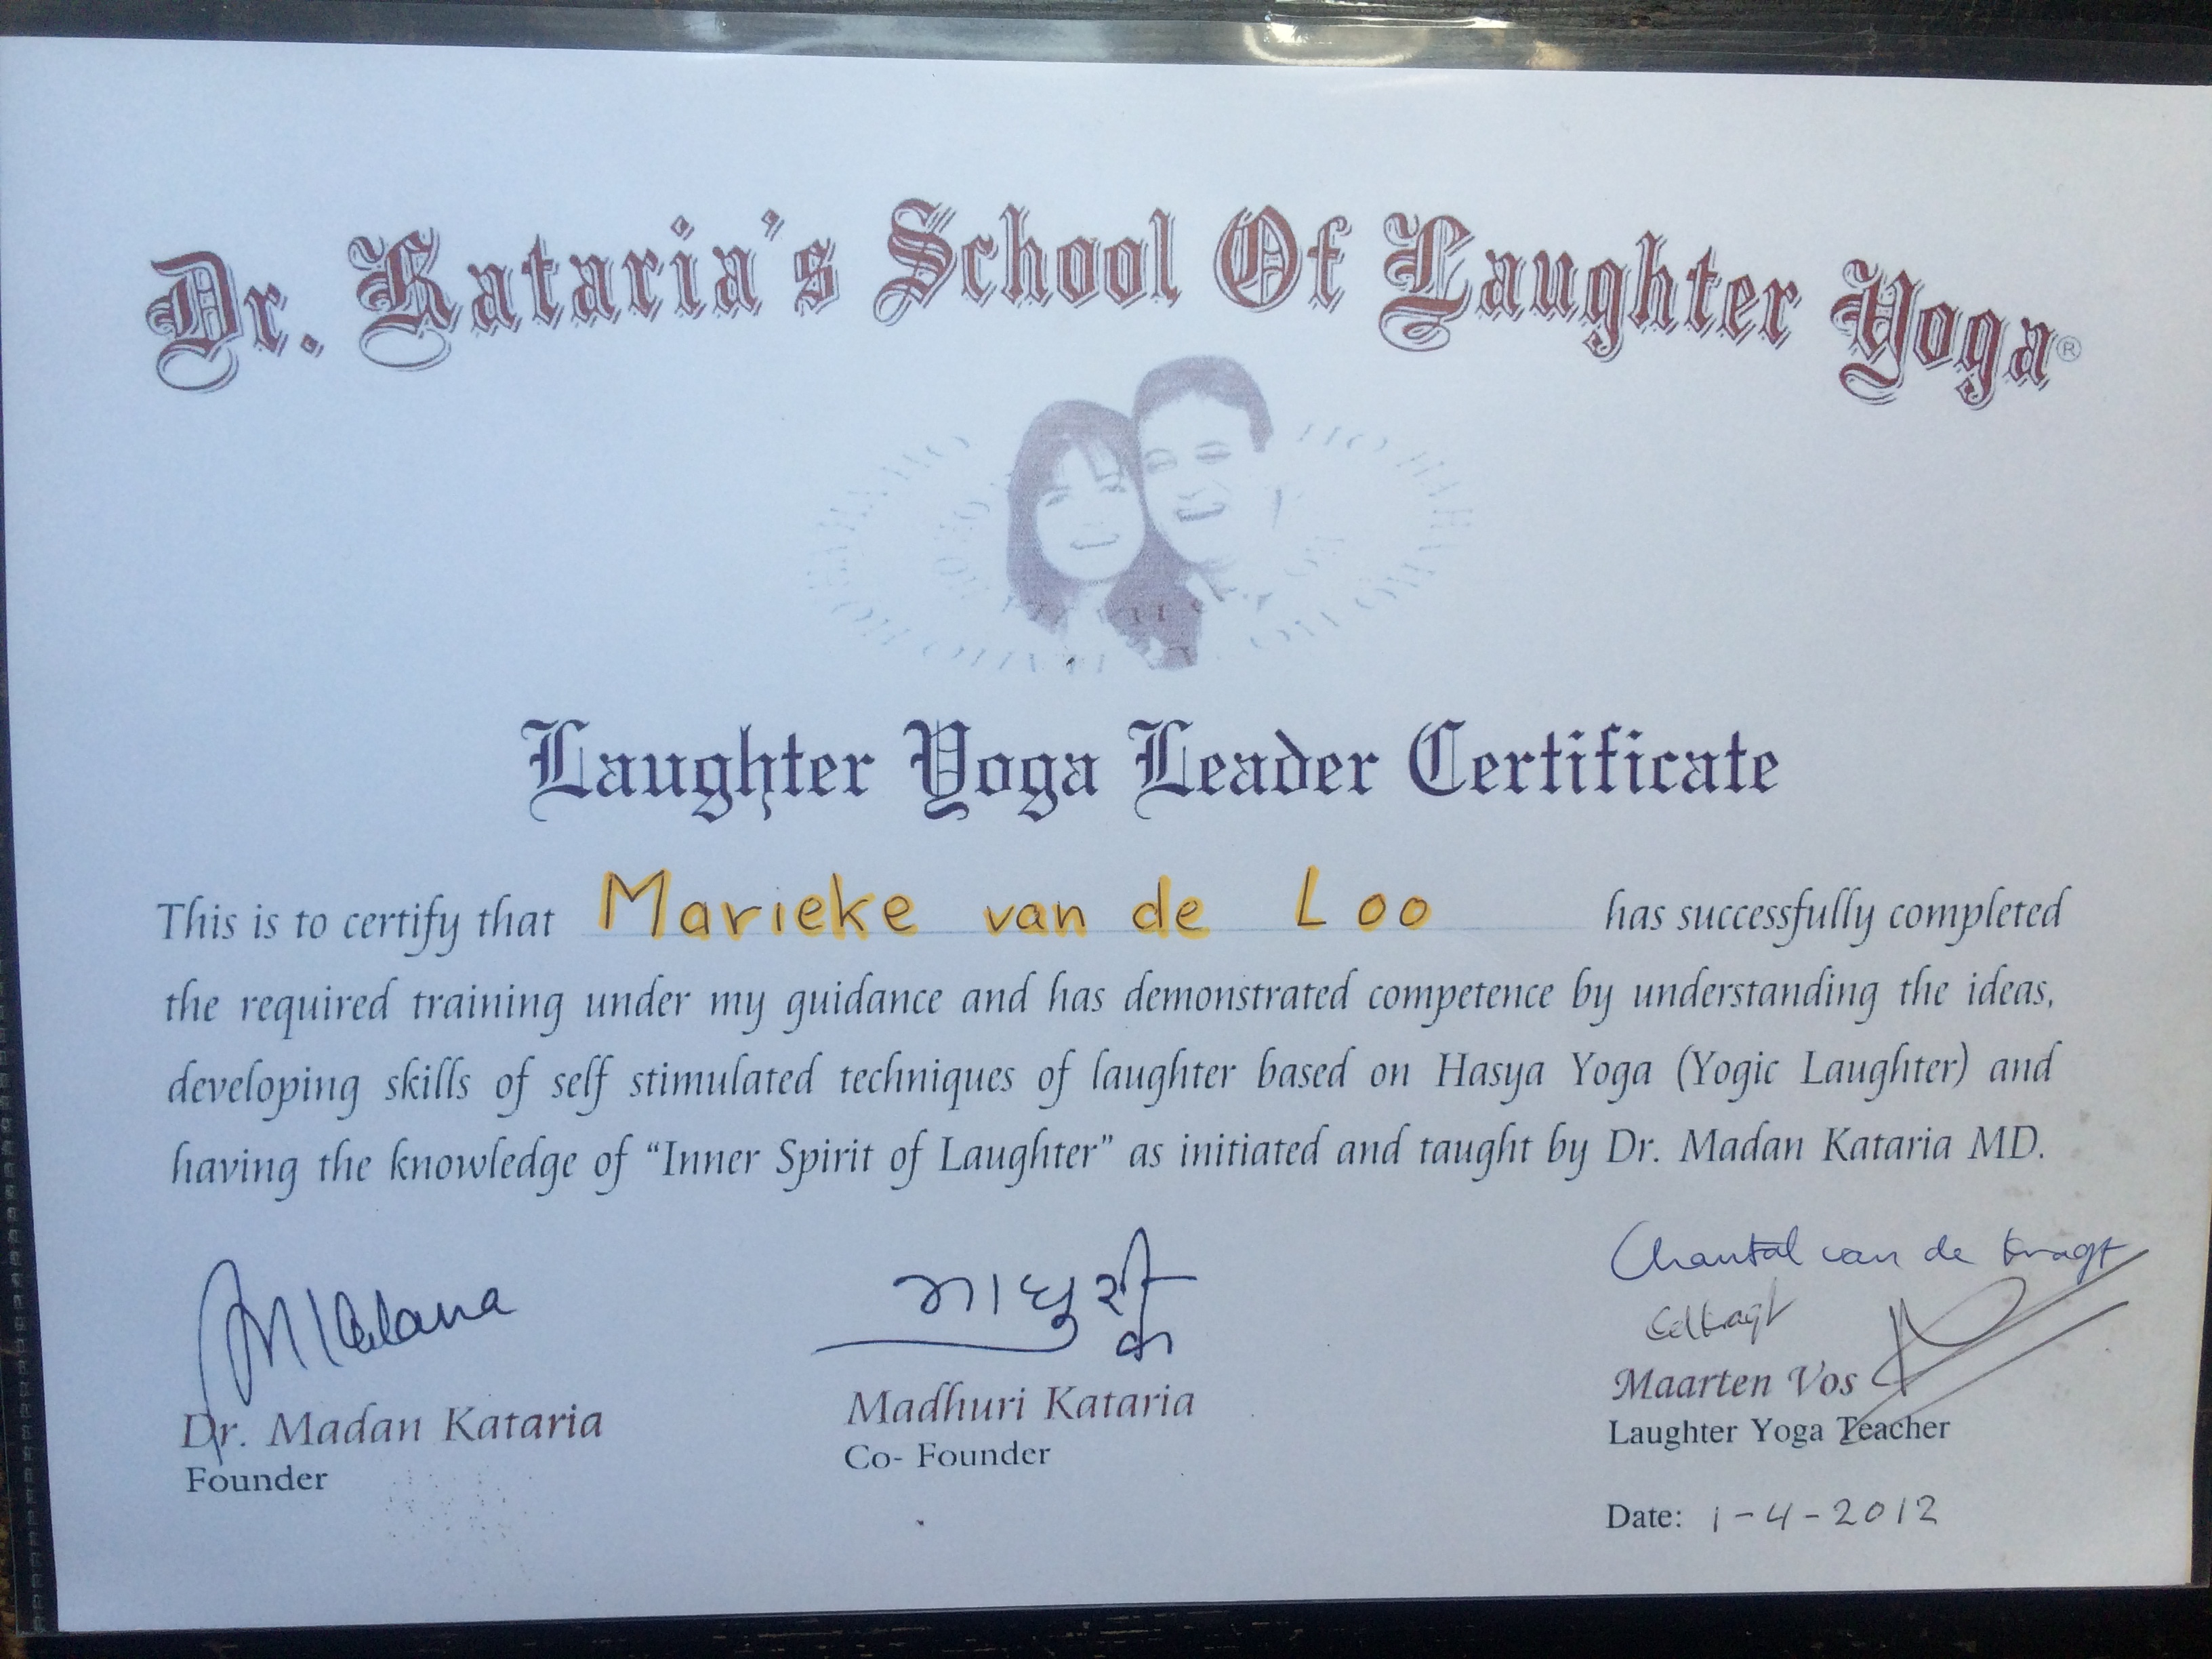 Dr. Kataria's School Of Laughter Yoga®
Laughter Yoga Leader Certificate
This is to certify that Marieke van de Loo has successfully completed
the required training under my guidance and has demonstrated competence by understanding the ideas,
developing skills of self stimulated techniques of laughter based on Hasya Yoga (Yogic Laughter) and
having the knowledge of "Inner Spirit of Laughter" as initiated and taught by Dr. Madan Kataria MD.
Dr. Madan Kataria
Founder
माधुरी
Madhuri Kataria
Co- Founder
Chantal van de
Maarten Vos
Laughter Yoga Teacher
Date: 1-4-2012